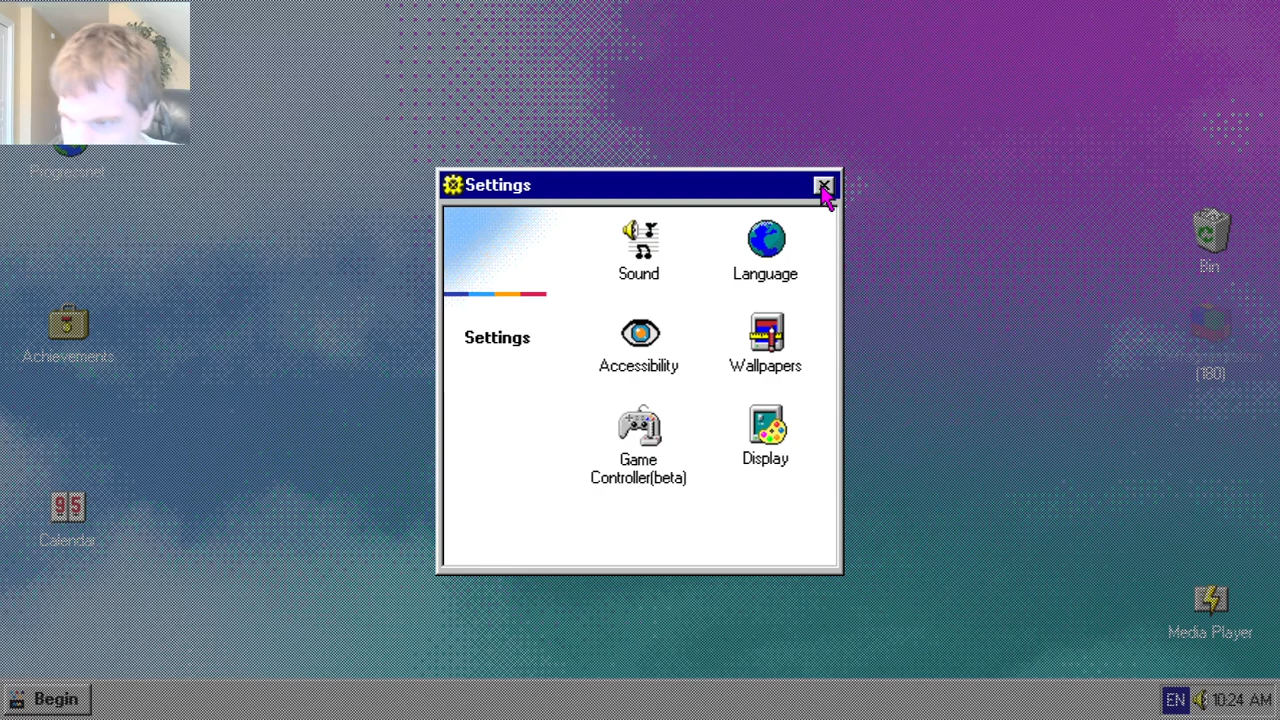 Progressnet
Settings
Sound
Language
Bin
Settings
Achievements
Accessibility
Wallpapers
(180)
Game
Controller(beta)
Display
95
Calendar
Media Player
Begin
EN
10:24 AM